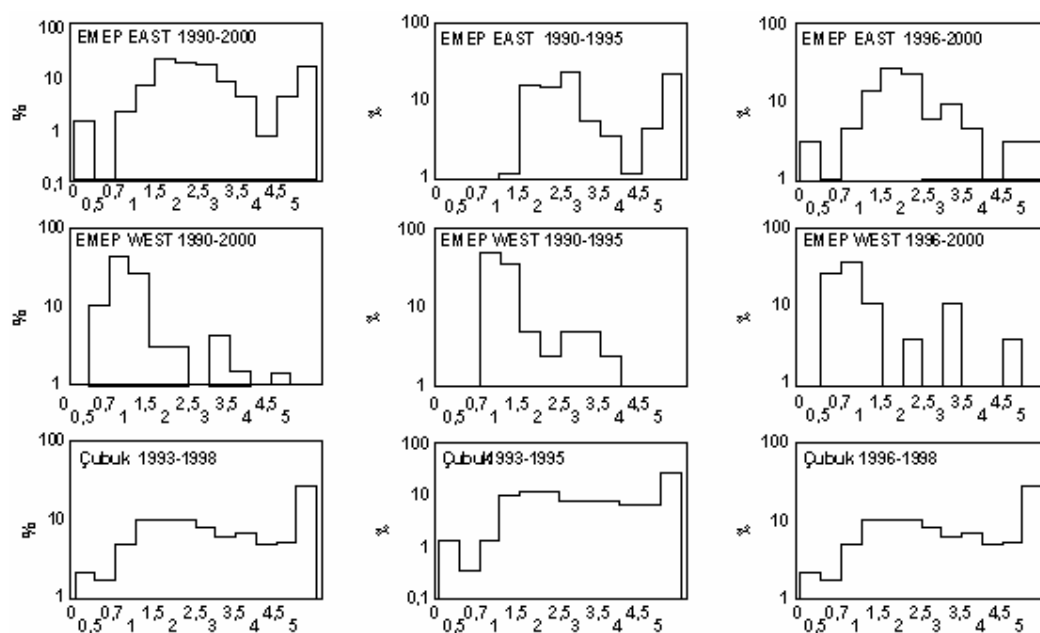 100
EMEP EAST 1990-2000
10
%
1
0,1
0 0,7 1,5 2,5 3,5 4,5
0,5 1 2 3 4 5
100
EMEP EAST 1990-1995
10
%
1
0 0,7 1,5 2,5 3,5 4,5
0,5 1 2 3 4 5
100
EMEP EAST 1996-2000
10
%
1
0 0,7 1,5 2,5 3,5 4,5
0,5 1 2 3 4 5
100
EMEP WEST 1990-2000
10
%
1
0 0,7 1,5 2,5 3,5 4,5
0,5 1 2 3 4 5
100
EMEP WEST 1990-1995
10
%
1
0 0,7 1,5 2,5 3,5 4,5
0,5 1 2 3 4 5
100
EMEP WEST 1996-2000
10
%
1
0 0,7 1,5 2,5 3,5 4,5
0,5 1 2 3 4 5
100
Çubuk 1993-1998
10
%
1
0 0,7 1,5 2,5 3,5 4,5
0,5 1 2 3 4 5
100
Çubuk1993-1995
10
%
1
0,1
0 0,7 1,5 2,5 3,5 4,5
0,5 1 2 3 4 5
100
Çubuk 1996-1998
10
%
1
0 0,7 1,5 2,5 3,5 4,5
0,5 1 2 3 4 5